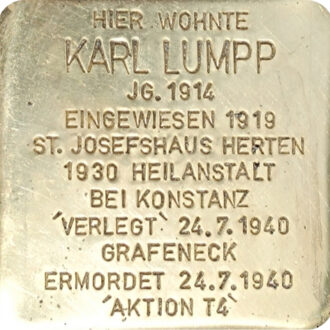 HIER WOHNTE
KARL LUMPP
JG. 1914
EINGEWIESEN 1919
ST. JOSEFSHAUS HERTEN
1930 HEILANSTALT
BEI KONSTANZ
´VERLEGT` 24.7.1940
GRAFENECK
ERMORDET 24.7.1940
´AKTION T4`